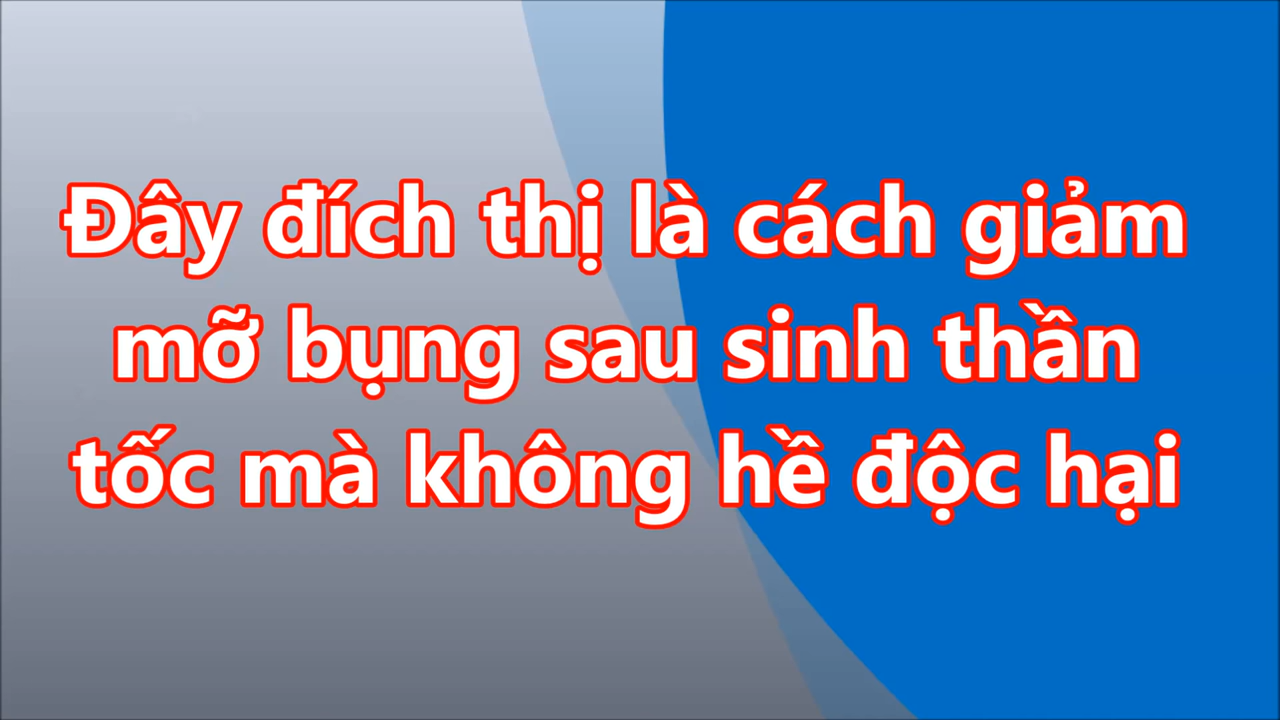 Đây đích thị là cách giảm
mỡ bụng sau sinh thần
tốc mà không hề độc hại